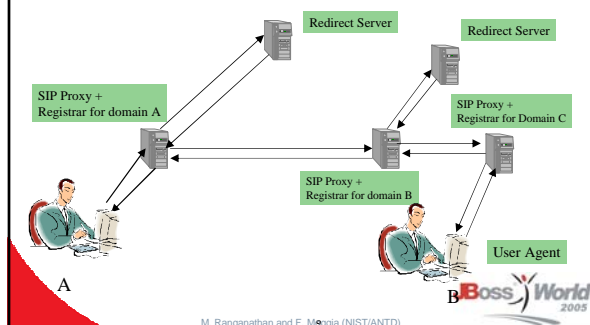 Redirect Server
Redirect Server
SIP Proxy +
Registrar for domain A
SIP Proxy +
Registrar for Domain C
SIP Proxy +
Registrar for domain B
User Agent
A
B
JBoss World
2005
M. Ranganathan and F.
(NIST/ANTD)